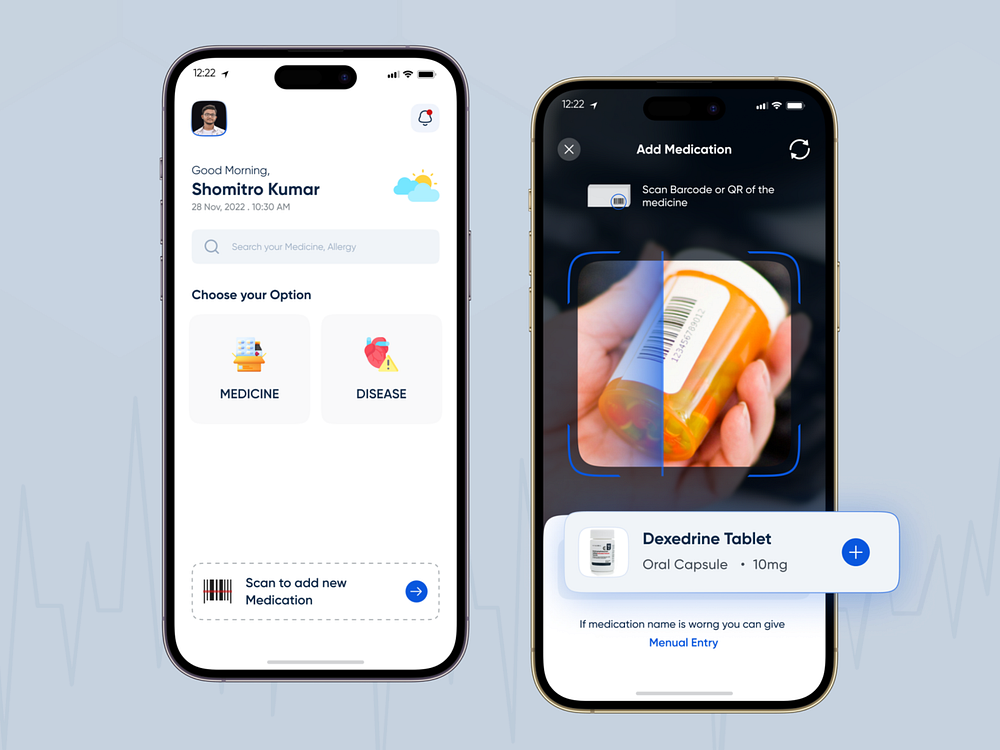 12:22
Good Morning,
Shomitro Kumar
28 Nov, 2022 . 10:30 AM
Search your Medicine, Allergy
Choose your Option
MEDICINE
DISEASE
Scan to add new
Medication
12:22
Add Medication
Scan Barcode or QR of the
medicine
123456789012
Dexedrine Tablet
Oral Capsule • 10mg
If medication name is worng you can give
Menual Entry